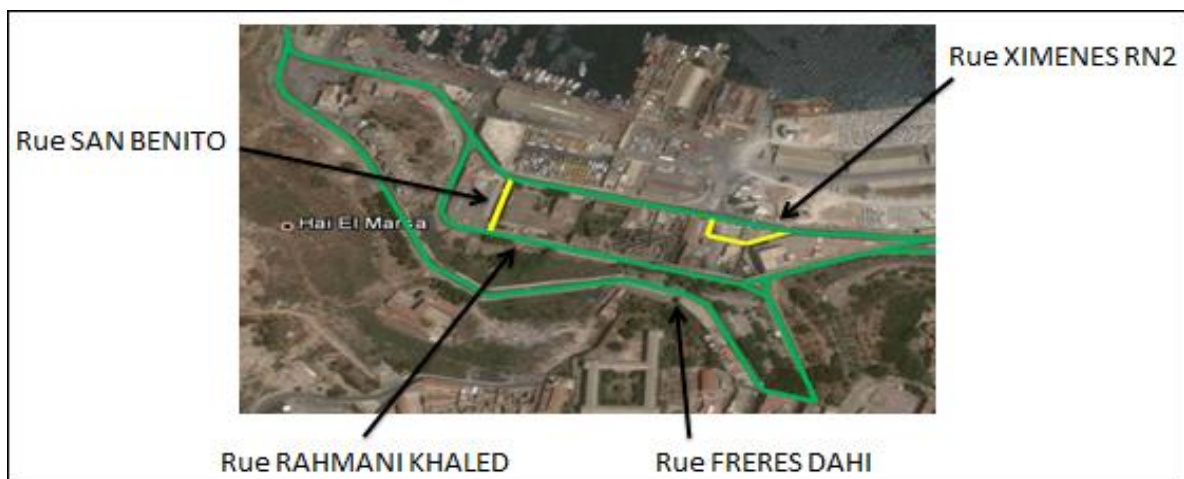 Rue XIMENES RN2
Rue SAN BENITO
Hai El Marsa
Rue RAHMANI KHALED
Rue FRERES DAHI